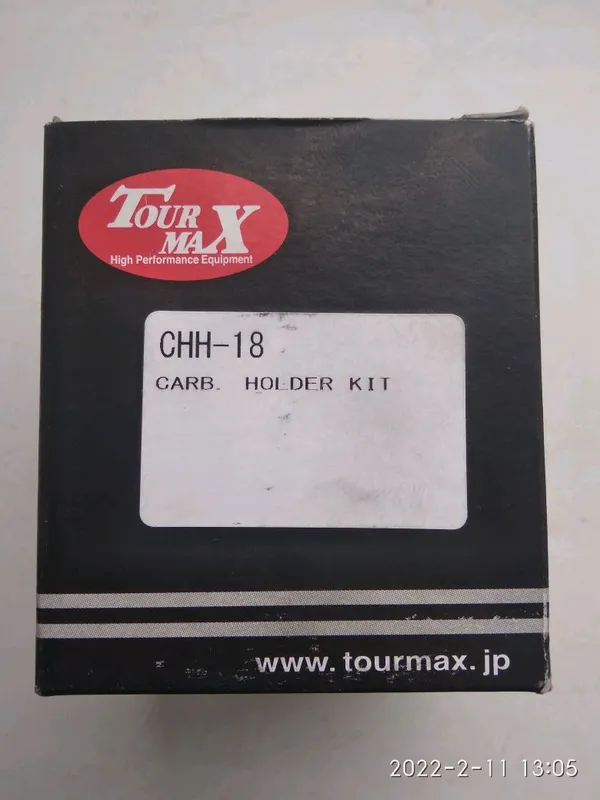 TOUR
MAX
High Performance Equipment
CHH-18
CARB. HOLDER KIT
www.tourmax.jp
2022-2-11 13:05